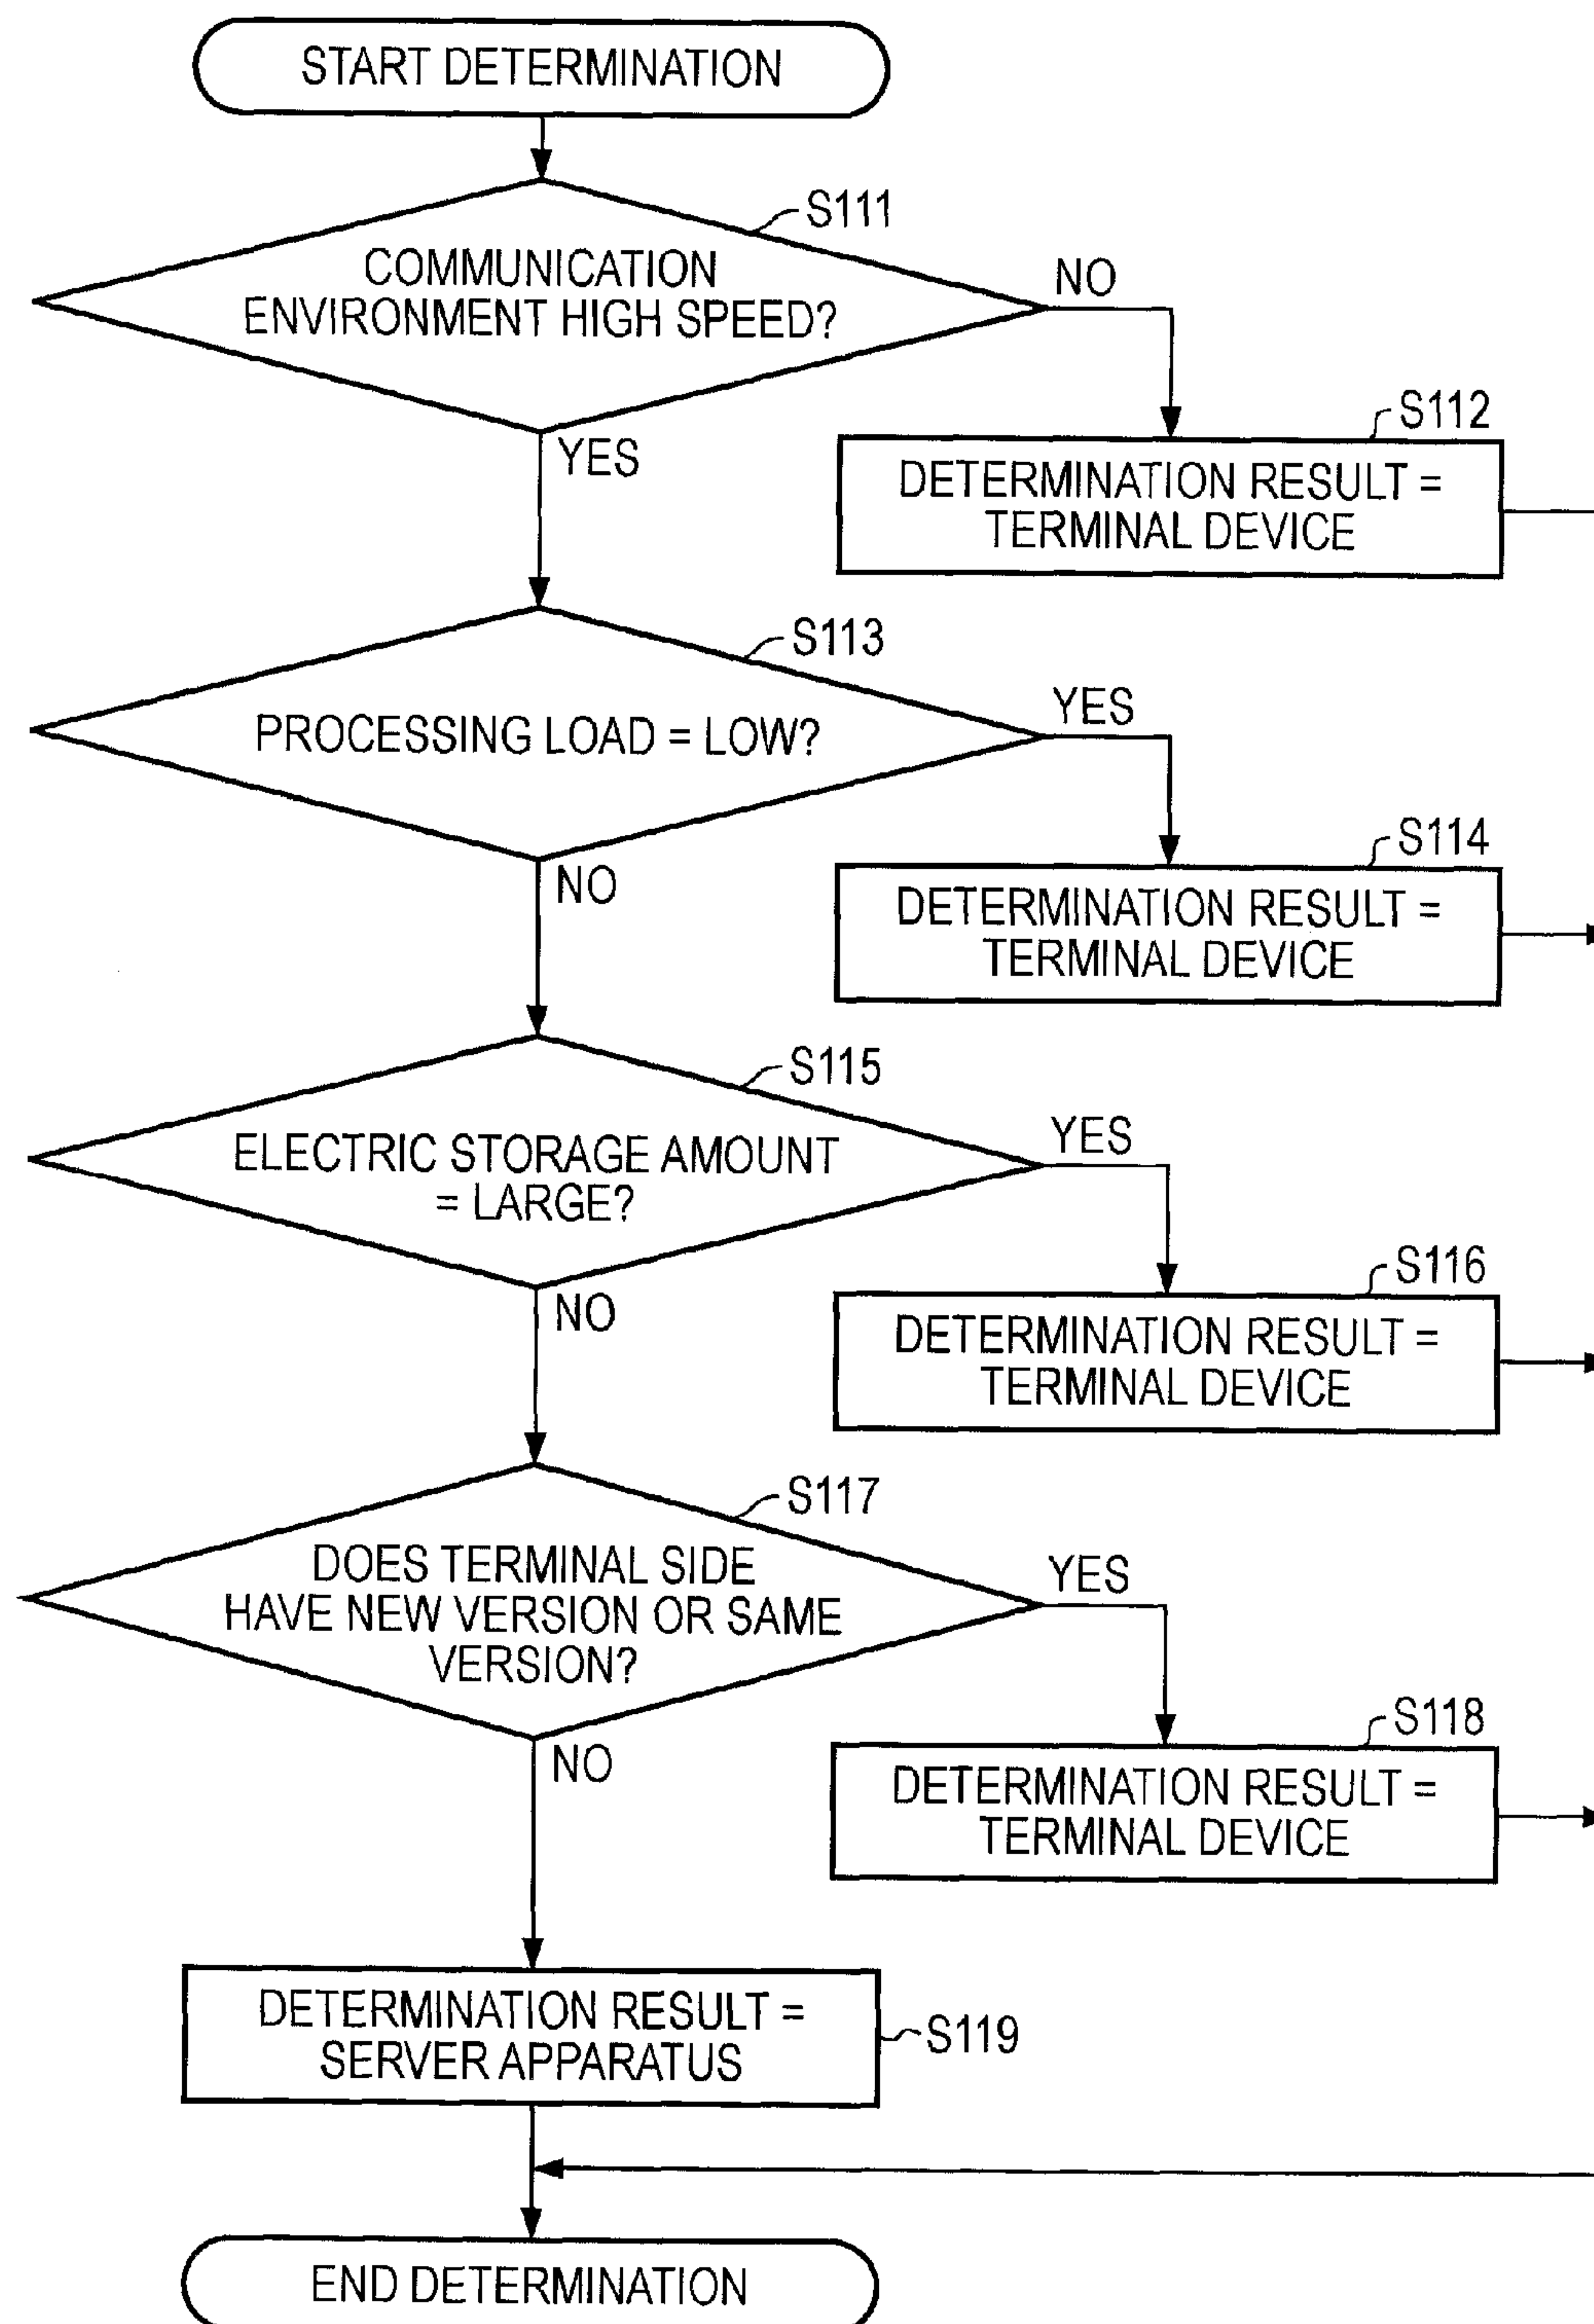 START DETERMINATION
S111
COMMUNICATION
ENVIRONMENT HIGH SPEED?
NO
YES
S112
DETERMINATION RESULT =
TERMINAL DEVICE
S113
PROCESSING LOAD = LOW?
YES
NO
S114
DETERMINATION RESULT =
TERMINAL DEVICE
S115
ELECTRIC STORAGE AMOUNT
= LARGE?
YES
NO
S116
DETERMINATION RESULT =
TERMINAL DEVICE
S117
DOES TERMINAL SIDE
HAVE NEW VERSION OR SAME
VERSION?
YES
NO
S118
DETERMINATION RESULT =
TERMINAL DEVICE
DETERMINATION RESULT =
SERVER APPARATUS
S119
END DETERMINATION